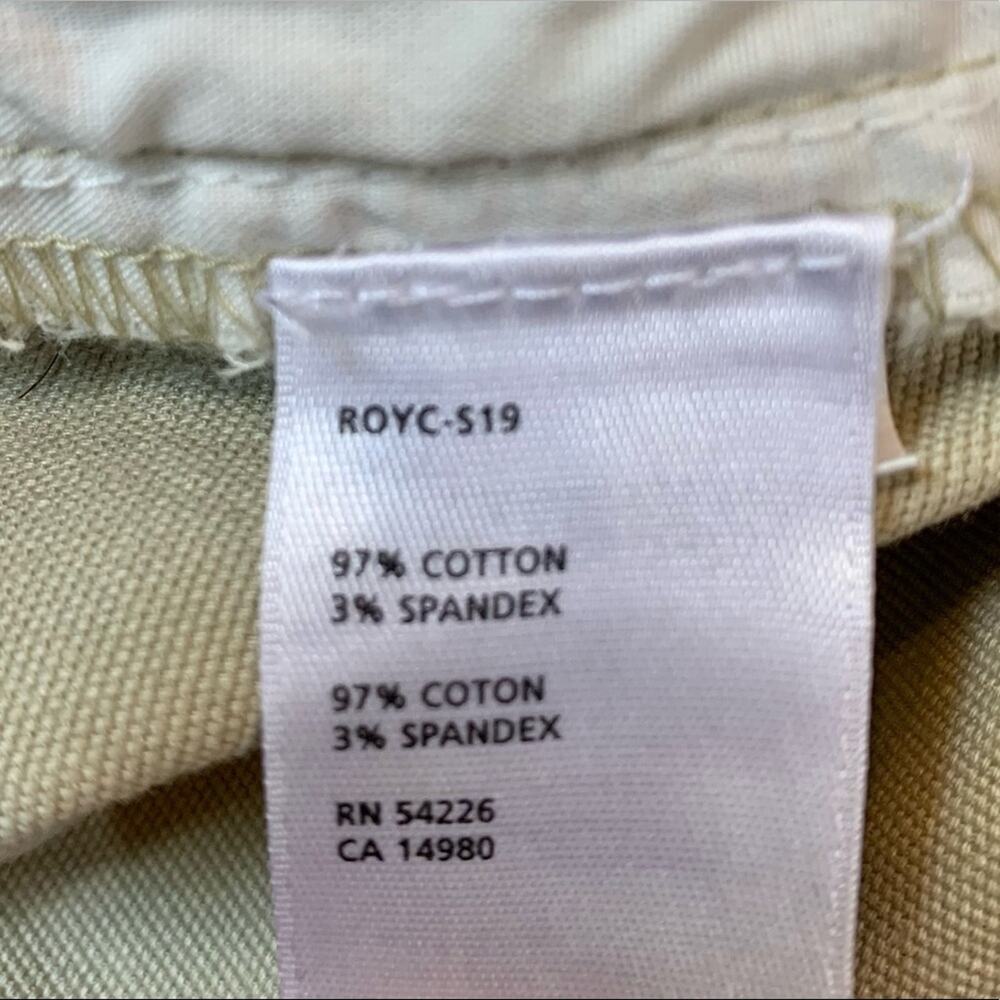 ROYC-S19
97% COTTON
3% SPANDEX
97% COTON
3% SPANDEX
RN 54226
CA 14980